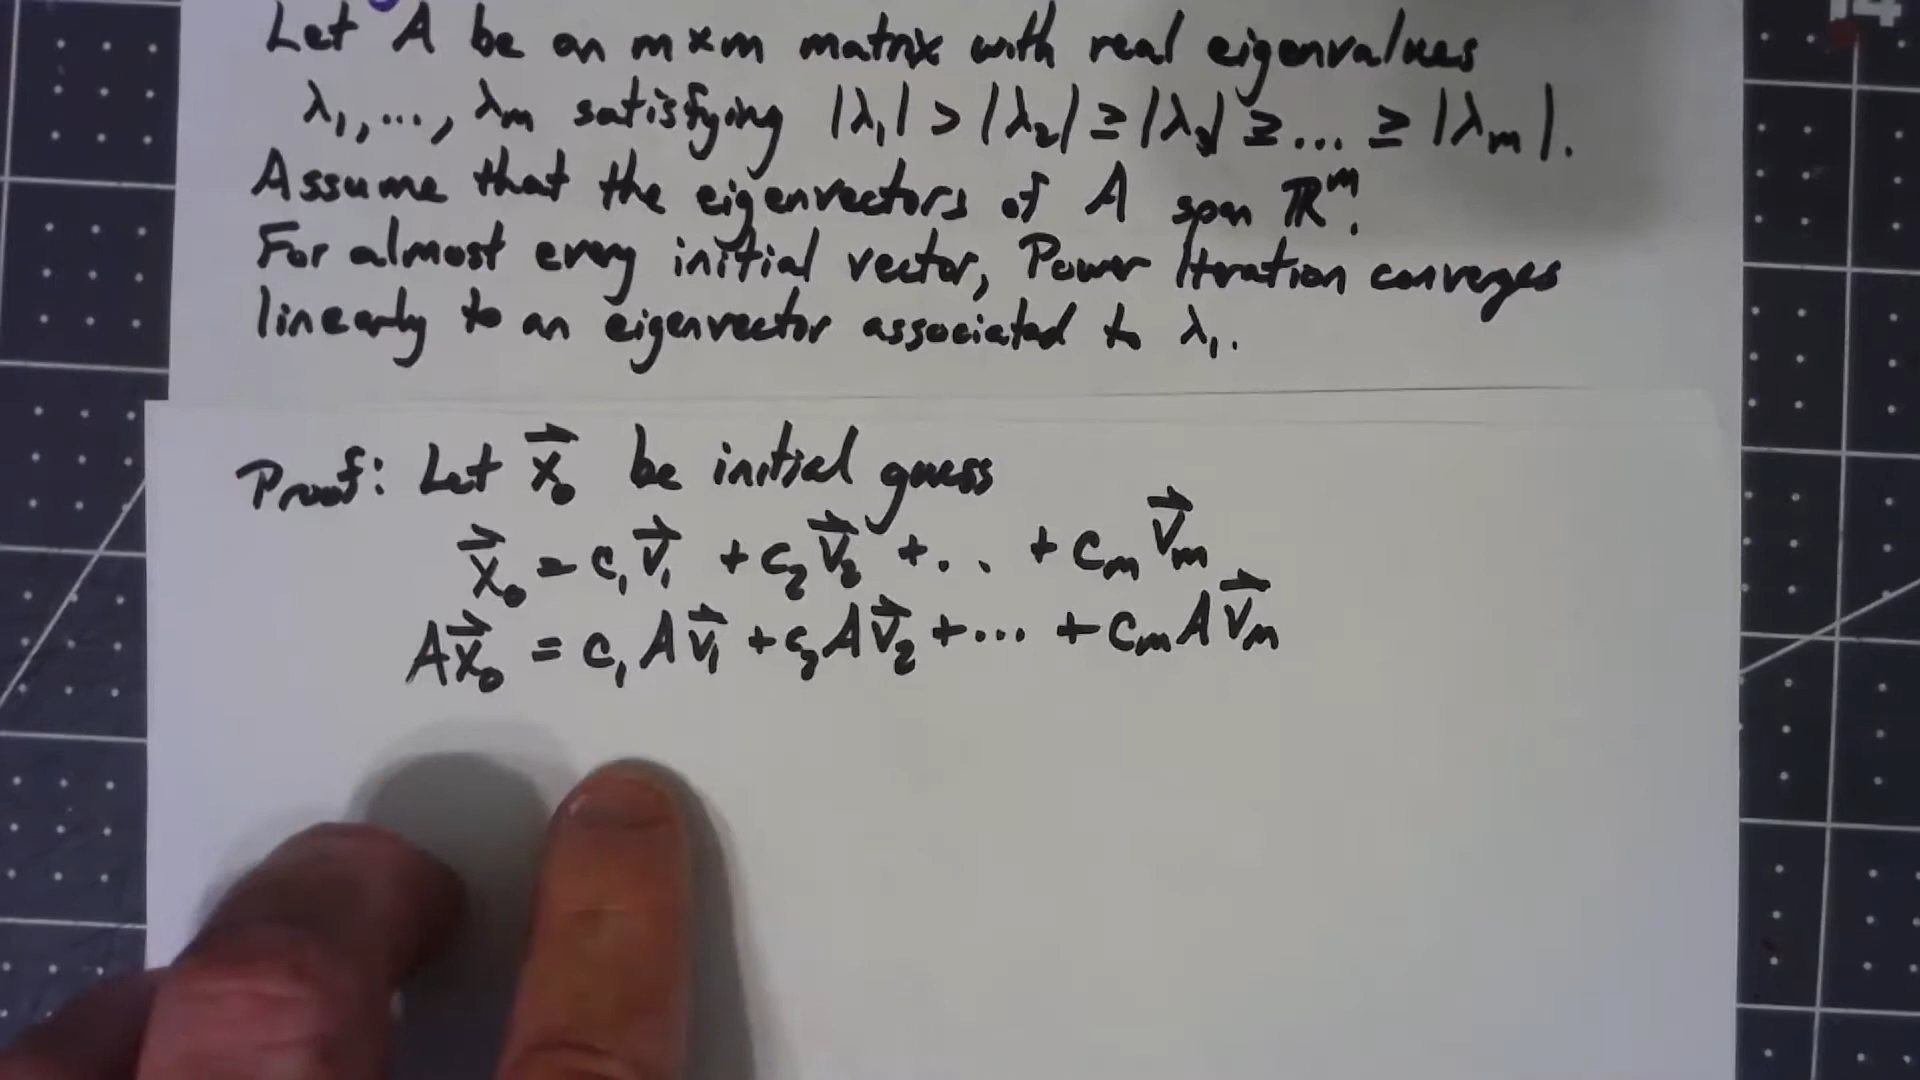 14
Let A be an m×m matrix with real eigenvalues
λ₁,..., λₘ satisfying |λ₁| > |λ₂| ≥ |λ₃| ≥ ... ≥ |λₘ|.
Assume that the eigenvectors of A span ℝᵐ.
For almost every initial vector, Power Iteration converges
linearly to an eigenvector associated to λ₁.
Proof: Let x⃗₀ be initial guess
x⃗₀ = c₁v⃗₁ + c₂v⃗₂ + .. + cₘv⃗ₘ
Ax⃗₀ = c₁Av⃗₁ + c₂Av⃗₂ + ... + cₘAv⃗ₘ